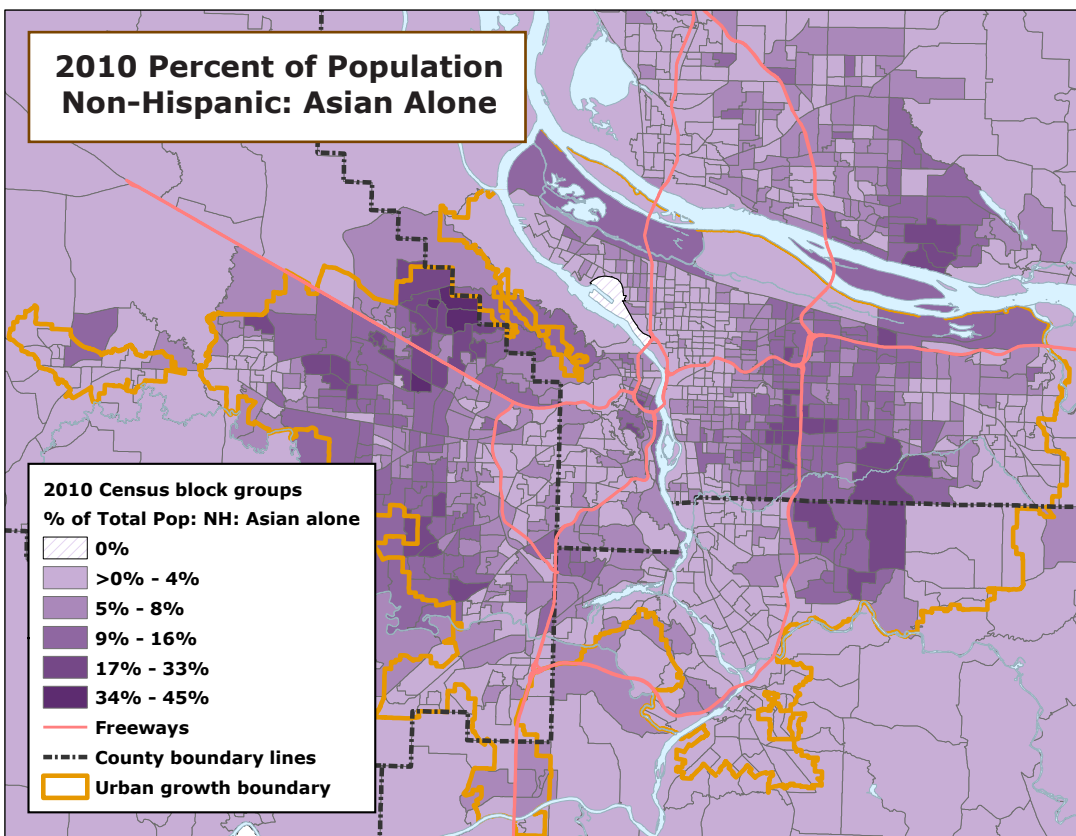 2010 Percent of Population
Non-Hispanic: Asian Alone
2010 Census block groups
% of Total Pop: NH: Asian alone
0%
>0% - 4%
5% - 8%
9% - 16%
17% - 33%
34% - 45%
Freeways
County boundary lines
Urban growth boundary